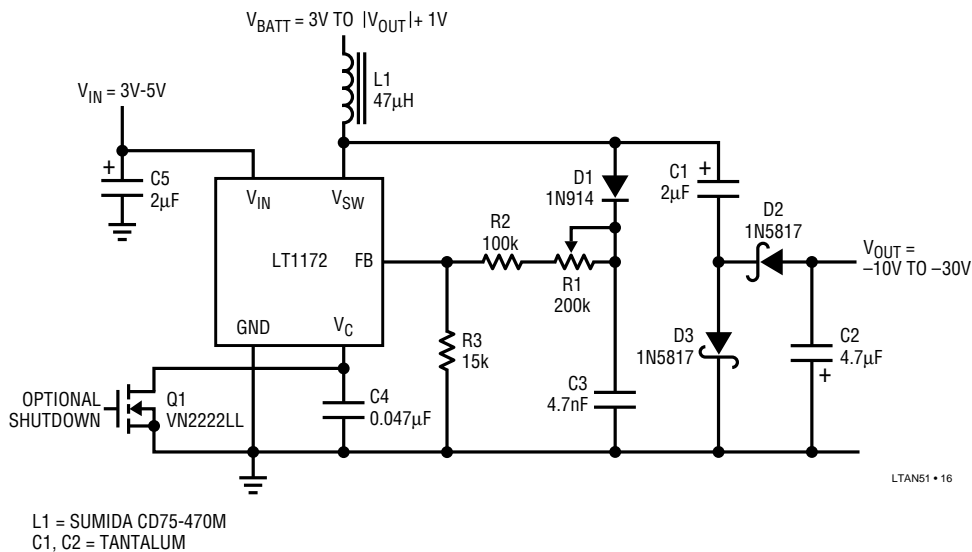 V_BATT = 3V TO |V_OUT|+ 1V
L1
47µH
V_IN = 3V-5V
+
C5
2µF
V_IN
V_SW
LT1172
FB
GND
V_C
R2
100k
R1
200k
D1
1N914
C1
+
2µF
D2
1N5817
V_OUT =
–10V TO –30V
R3
15k
D3
1N5817
C2
4.7µF
+
C3
4.7nF
OPTIONAL
SHUTDOWN
Q1
VN2222LL
C4
0.047µF
LTAN51 • 16
L1 = SUMIDA CD75-470M
C1, C2 = TANTALUM